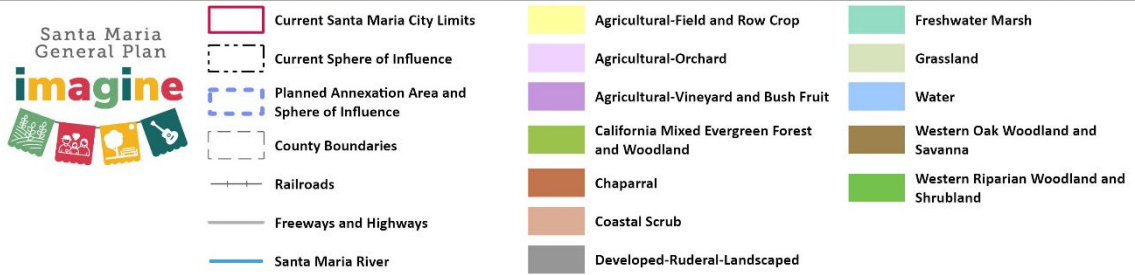 Santa Maria
General Plan
imagine
Current Santa Maria City Limits
Current Sphere of Influence
Planned Annexation Area and
Sphere of Influence
County Boundaries
Railroads
Freeways and Highways
Santa Maria River
Agricultural-Field and Row Crop
Agricultural-Orchard
Agricultural-Vineyard and Bush Fruit
California Mixed Evergreen Forest
and Woodland
Chaparral
Coastal Scrub
Developed-Ruderal-Landscaped
Freshwater Marsh
Grassland
Water
Western Oak Woodland and
Savanna
Western Riparian Woodland and
Shrubland